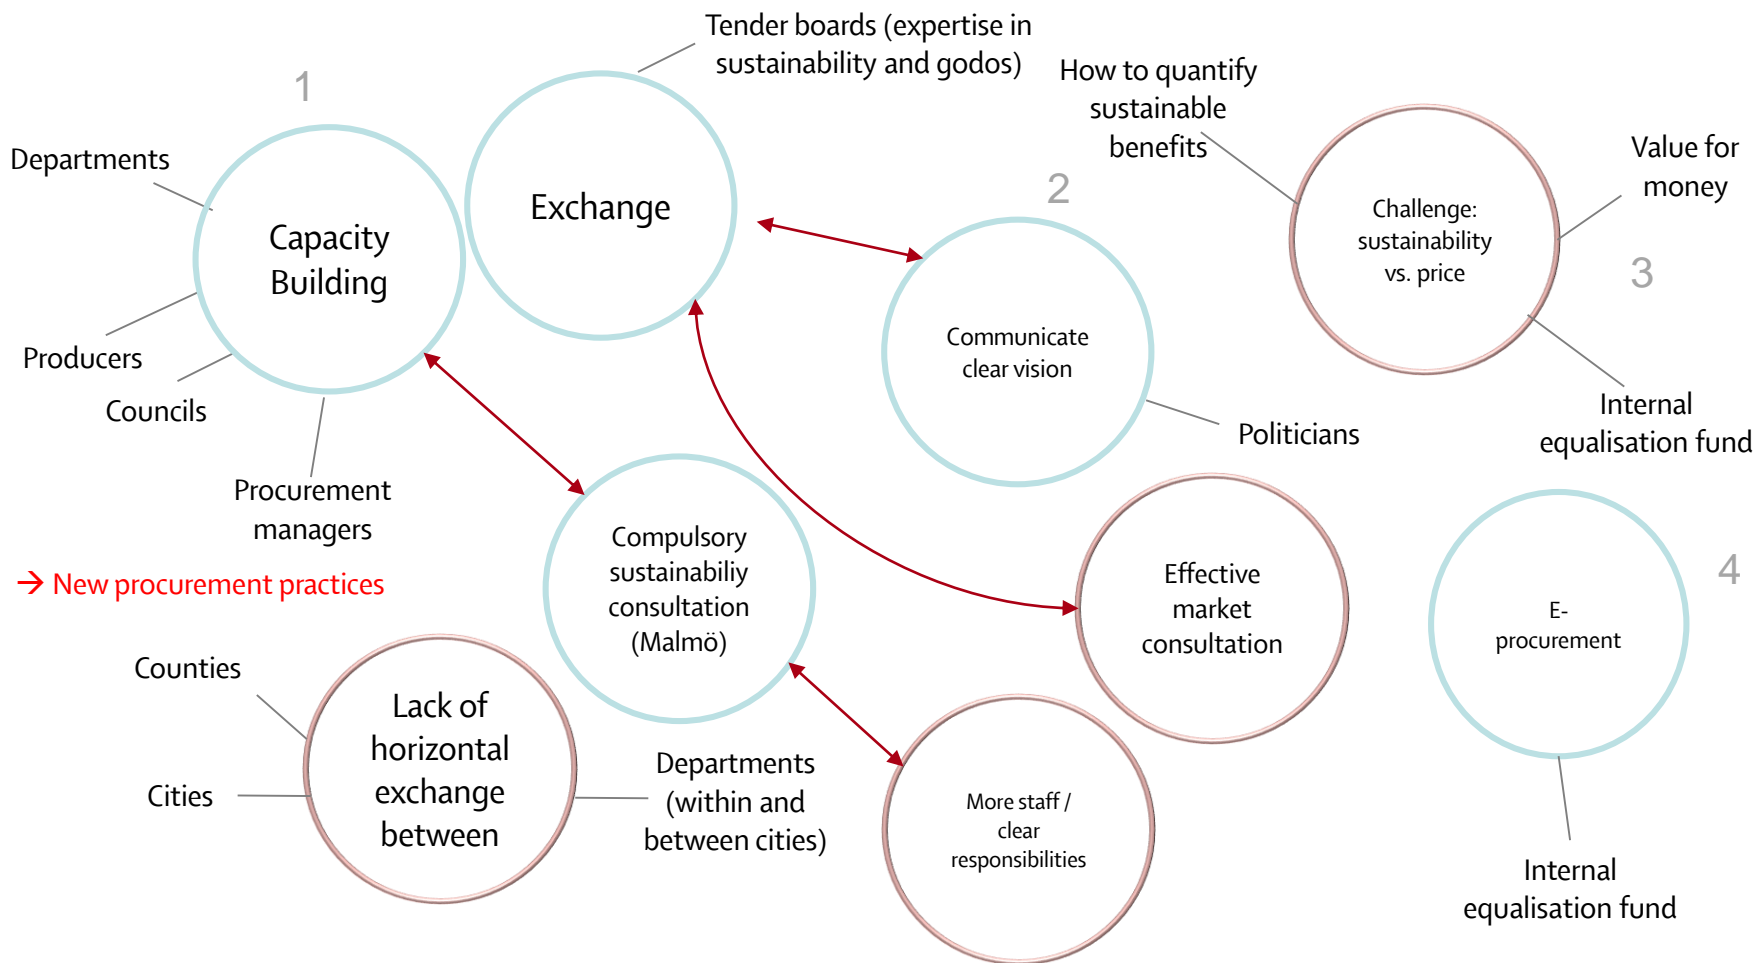 Tender boards (expertise in
sustainability and godos)
1
Departments
Capacity
Building
Producers
Councils
Procurement
managers
→ New procurement practices
Exchange
2
Communicate
clear vision
Politicians
How to quantify
sustainable
benefits
Challenge:
sustainability
vs. price
Value for
money
3
Internal
equalisation fund
Compulsory
sustainabiliy
consultation
(Malmö)
Effective
market
consultation
4
E-
procurement
Internal
equalisation fund
Counties
Cities
Lack of
horizontal
exchange
between
Departments
(within and
between cities)
More staff /
clear
responsibilities